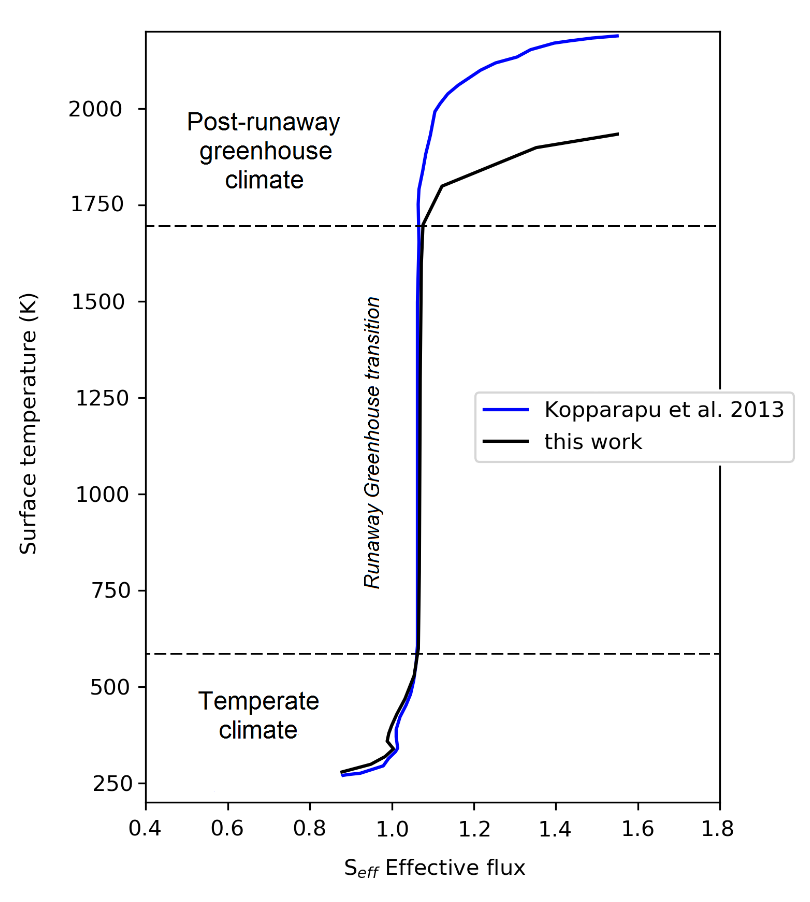 Post-runaway
greenhouse
climate
Runaway Greenhouse transition
Temperate
climate
Kopparapu et al. 2013
this work
Surface temperature (K)
2000
1750
1500
1250
1000
750
500
250
0.4 0.6 0.8 1.0 1.2 1.4 1.6 1.8
Seff Effective flux